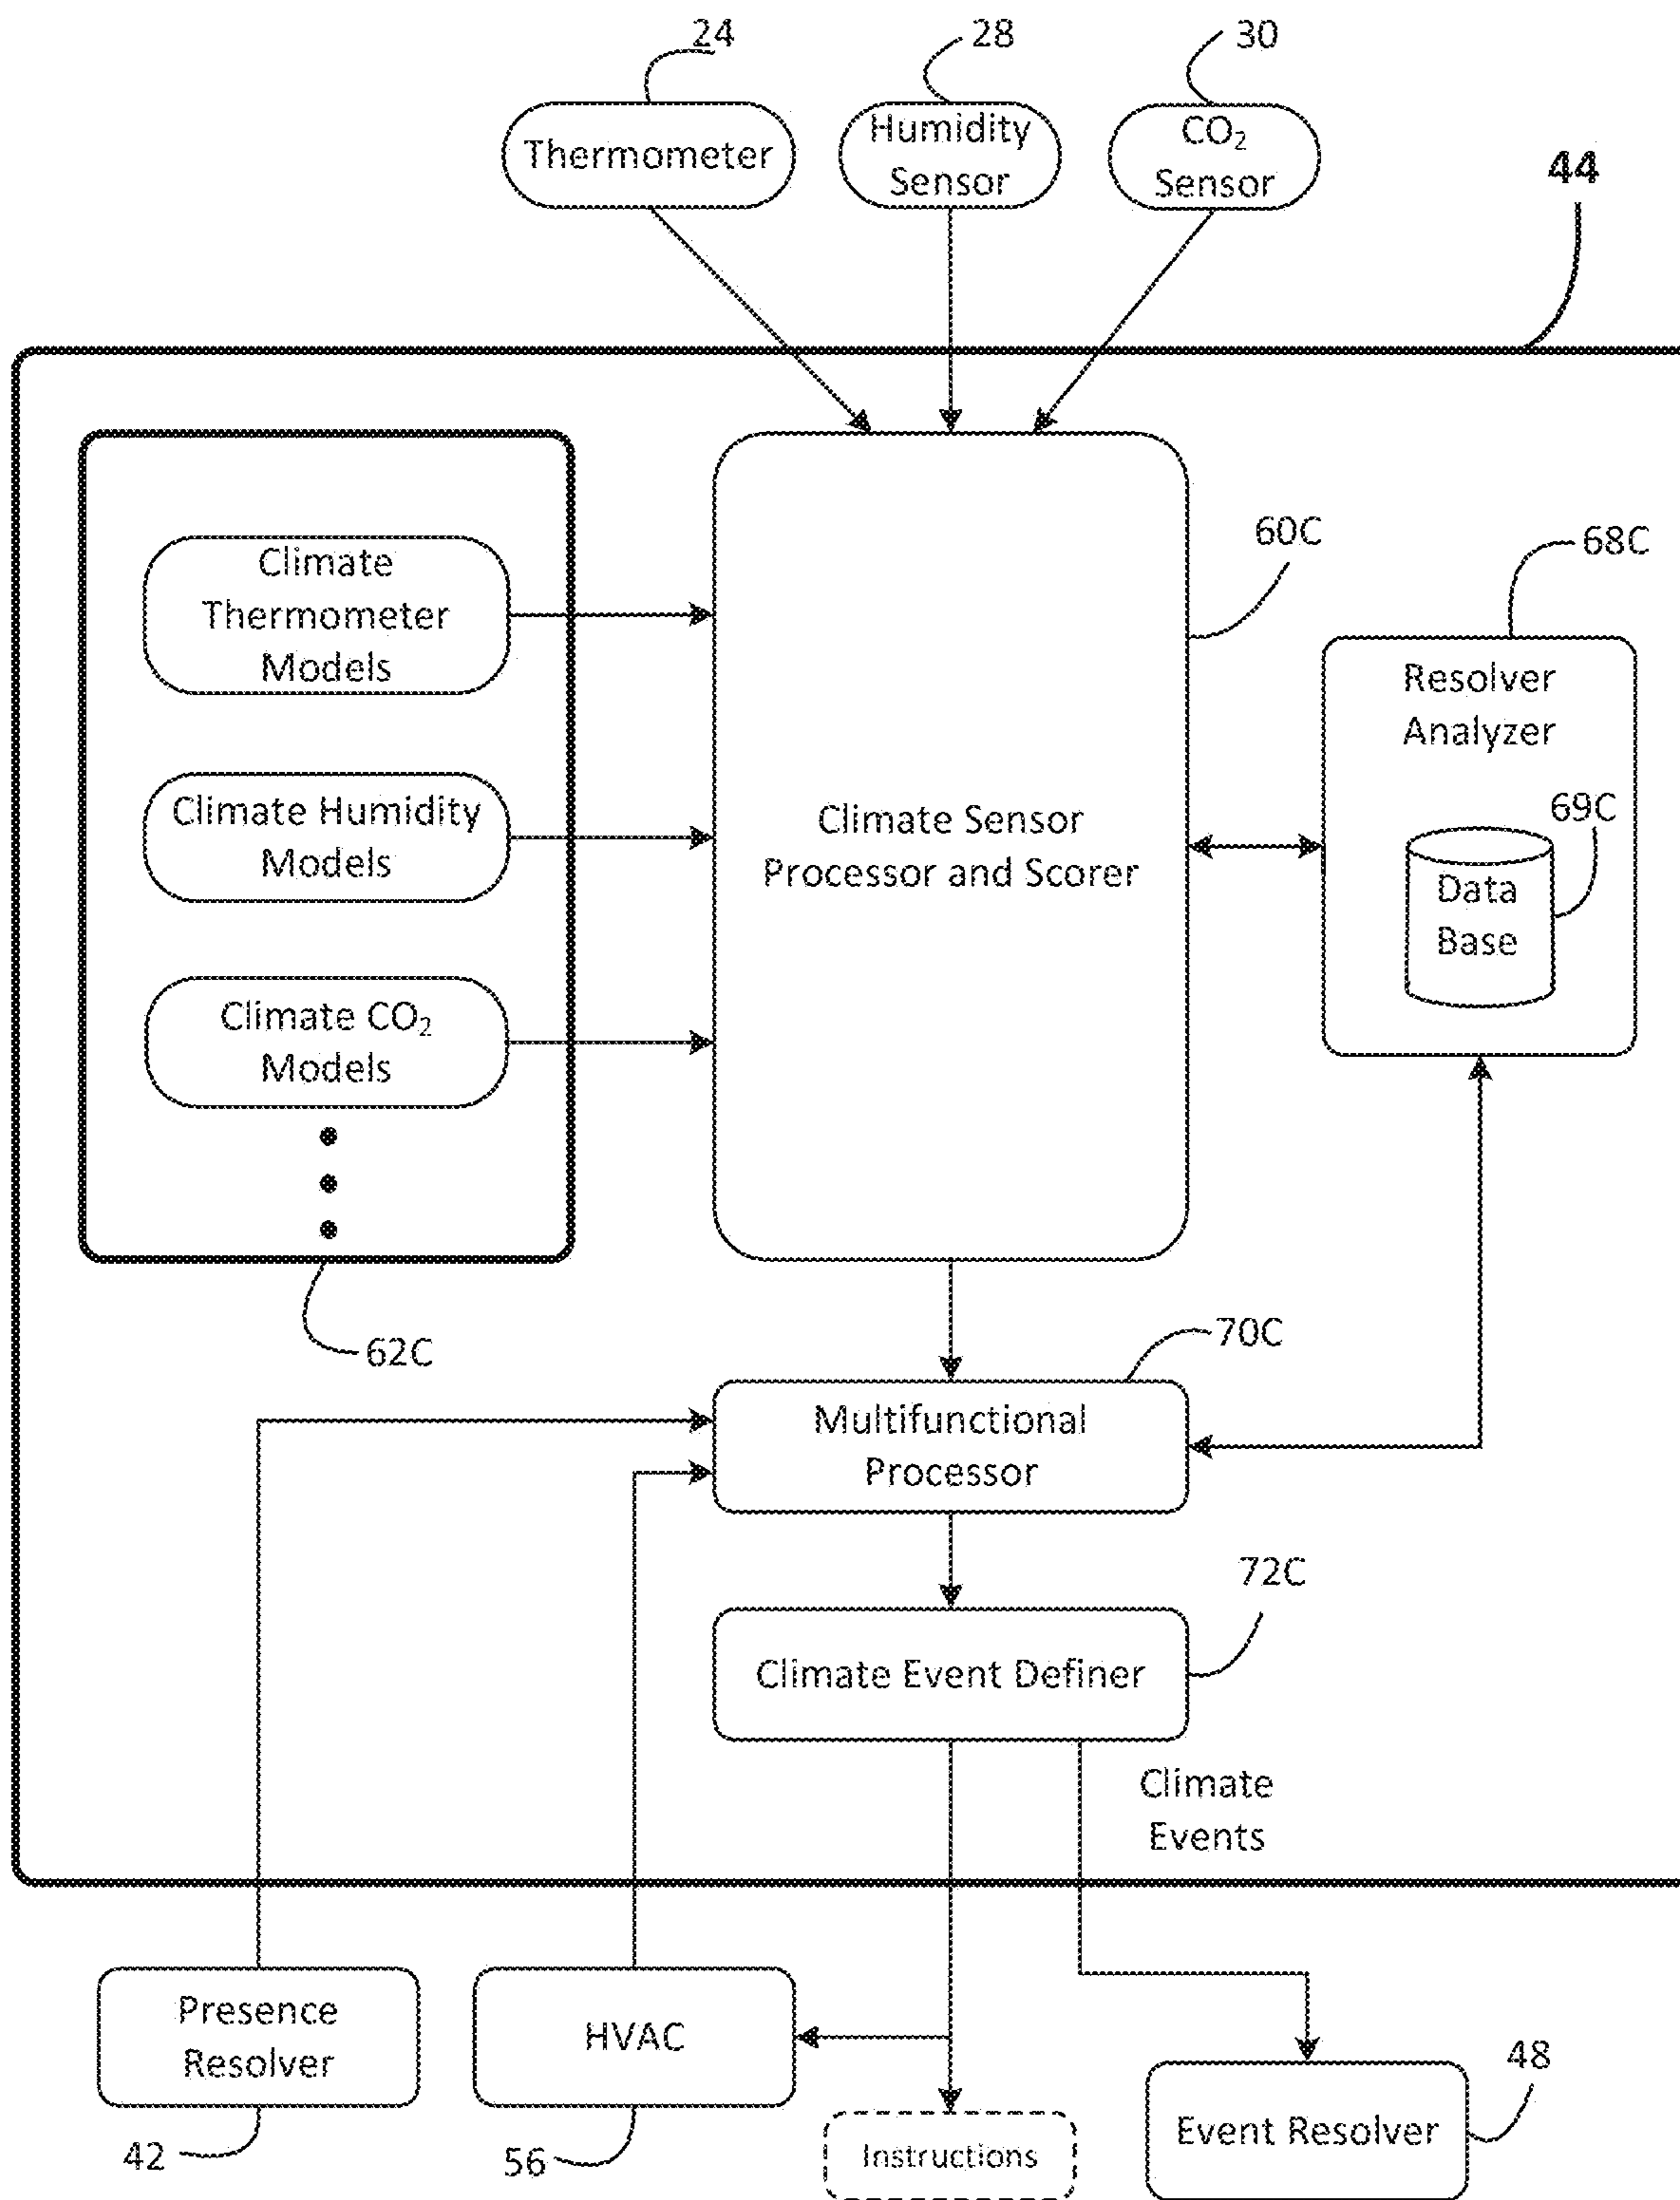 24
28
30
Thermometer
Humidity
Sensor
CO₂
Sensor
44
60C
68C
Climate
Thermometer
Models
Resolver
Analyzer
Climate Humidity
Models
Climate Sensor
Processor and Scorer
69C
Data
Base
Climate CO₂
Models
62C
70C
Multifunctional
Processor
72C
Climate Event Definer
Climate
Events
Presence
Resolver
HVAC
42
56
Instructions
Event Resolver
48